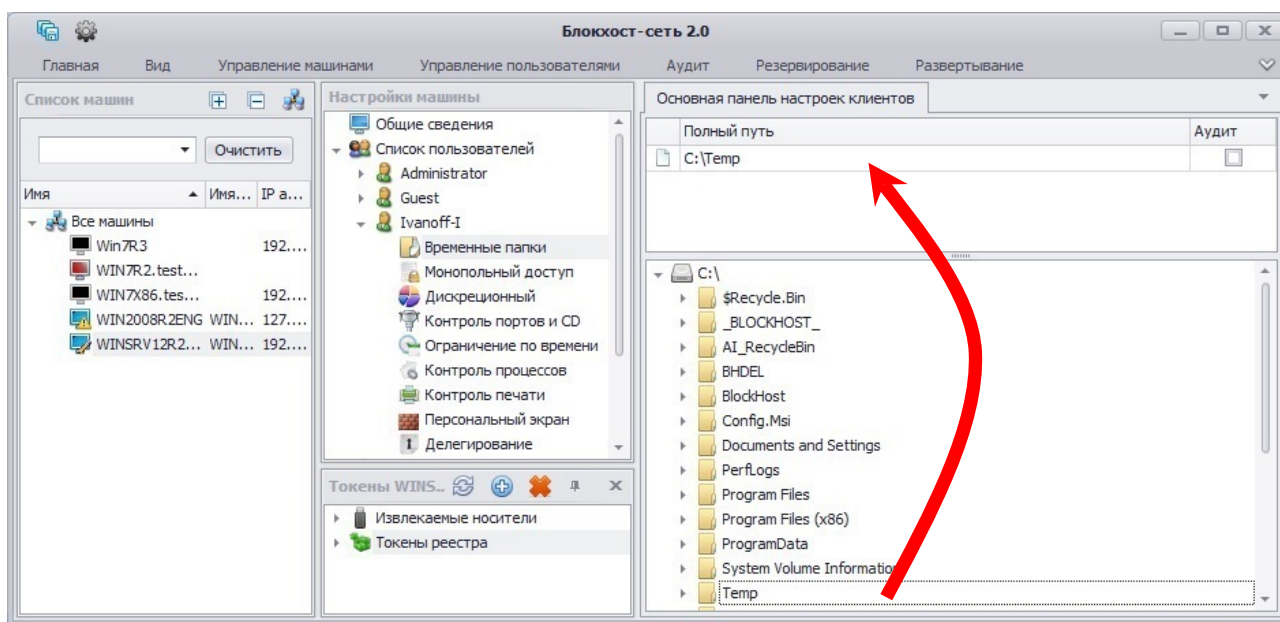 Блокхост-сеть 2.0
Главная Вид Управление машинами Управление пользователями Аудит Резервирование Развертывание
Список машин
Очистить
Имя Имя... IP а...
Все машины
Win7R3 192....
WIN7R2.test...
WIN7X86.tes... 192....
WIN2008R2ENG WIN... 127....
WINSRV12R2... WIN... 192....
Настройки машины
Общие сведения
Список пользователей
Administrator
Guest
Ivanoff-I
Временные папки
Монопольный доступ
Дискреционный
Контроль портов и CD
Ограничение по времени
Контроль процессов
Контроль печати
Персональный экран
Делегирование
Токены WINS...
Извлекаемые носители
Токены реестра
Основная панель настроек клиентов
Полный путь Аудит
C:\Temp
C:\
$Recycle.Bin
_BLOCKHOST_
AI_RecycleBin
BHDEL
BlockHost
Config.Msi
Documents and Settings
PerfLogs
Program Files
Program Files (x86)
ProgramData
System Volume Information
Temp